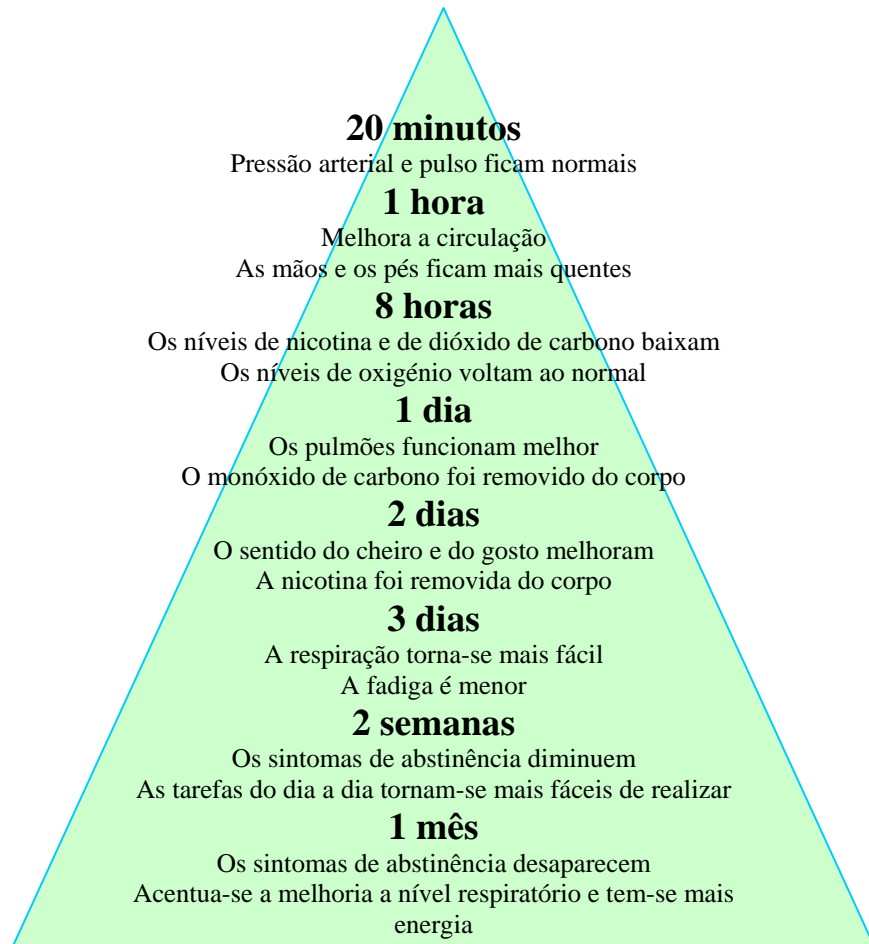 20 minutos
Pressão arterial e pulso ficam normais
1 hora
Melhora a circulação
As mãos e os pés ficam mais quentes
8 horas
Os níveis de nicotina e de dióxido de carbono baixam
Os níveis de oxigénio voltam ao normal
1 dia
Os pulmões funcionam melhor
O monóxido de carbono foi removido do corpo
2 dias
O sentido do cheiro e do gosto melhoram
A nicotina foi removida do corpo
3 dias
A respiração torna-se mais fácil
A fadiga é menor
2 semanas
Os sintomas de abstinência diminuem
As tarefas do dia a dia tornam-se mais fáceis de realizar
1 mês
Os sintomas de abstinência desaparecem
Acentua-se a melhoria a nível respiratório e tem-se mais
energia